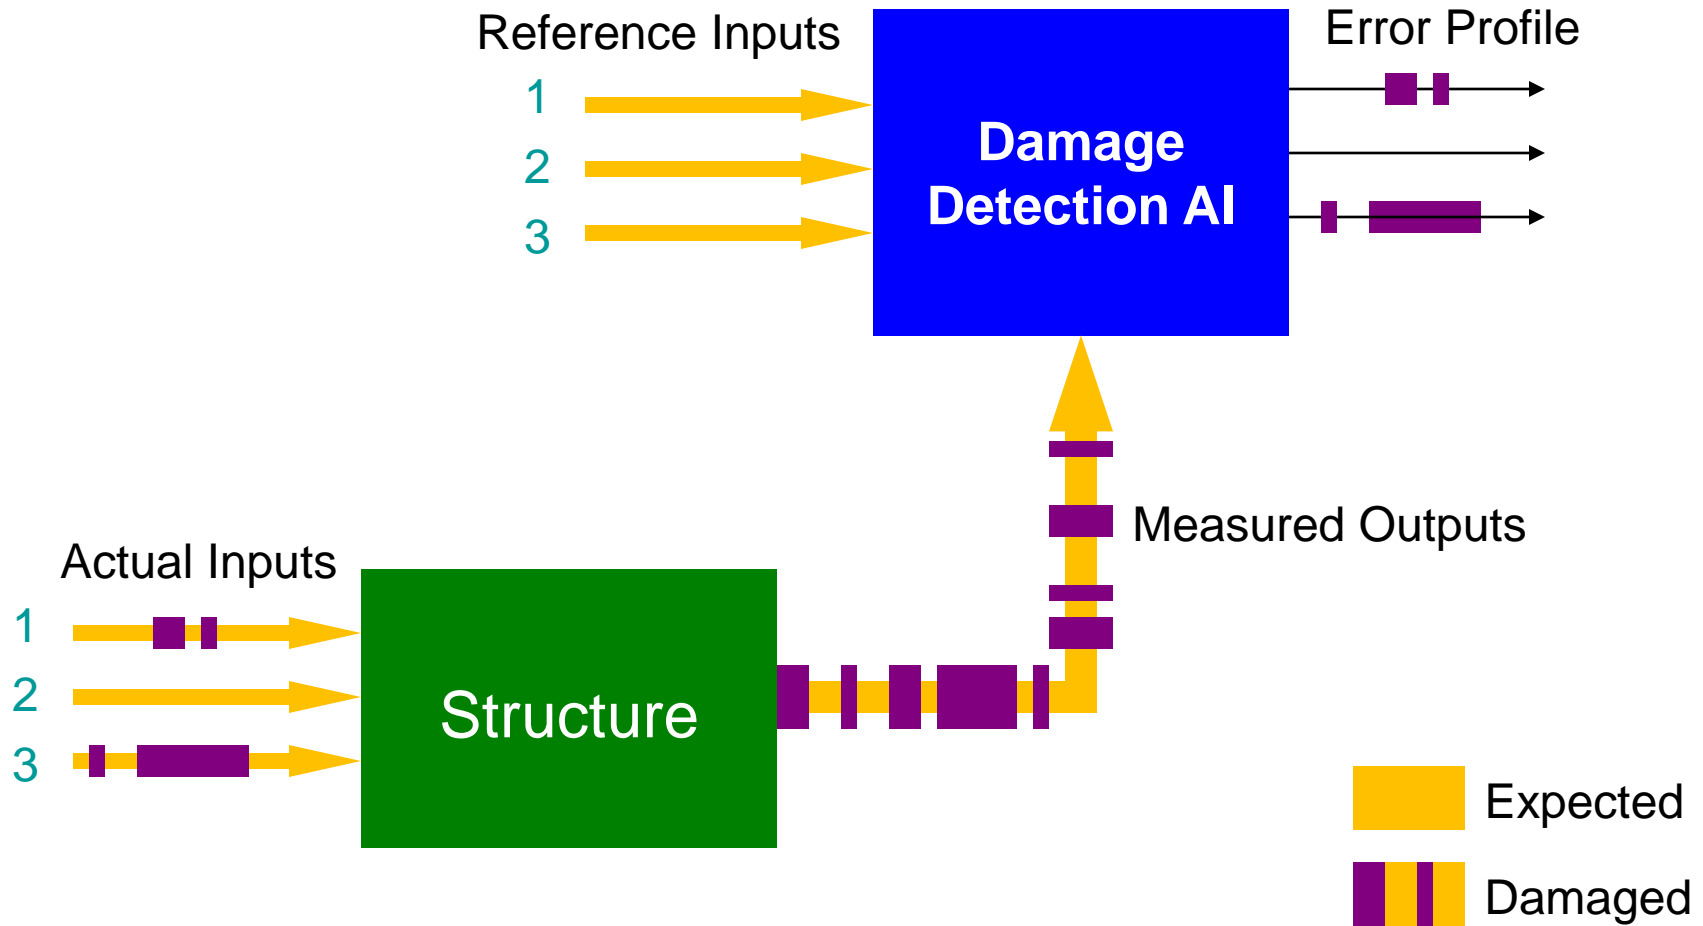 Reference Inputs
Error Profile
1
2
3
Damage
Detection AI
Measured Outputs
Actual Inputs
1
2
3
Structure
Expected
Damaged